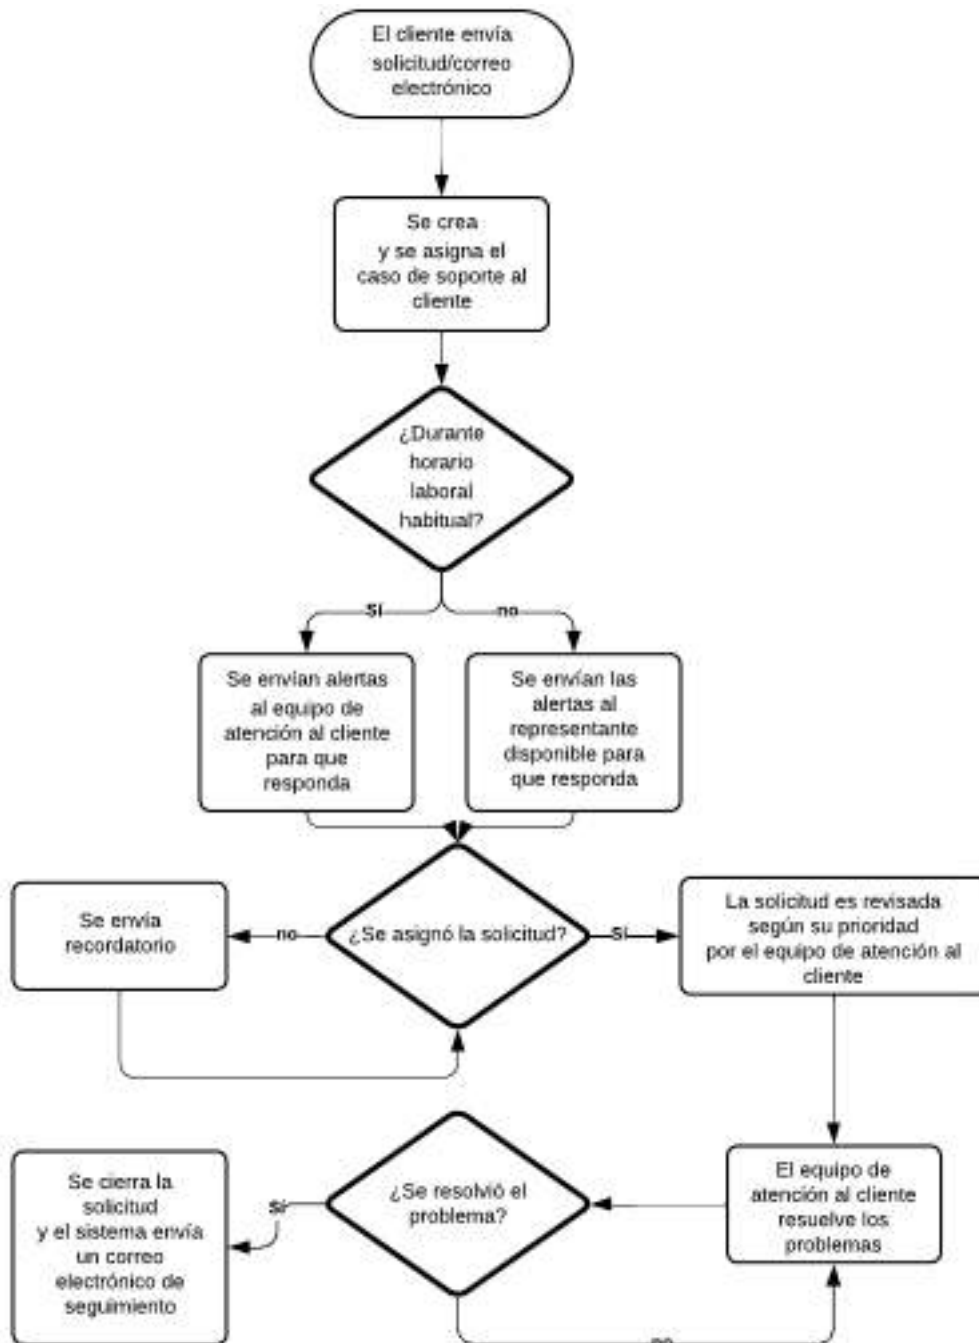 El cliente envía
solicitud/correo
electrónico
Se crea
y se asigna el
caso de soporte al
cliente
¿Durante
horario
laboral
habitual?
Sí
no
Se envían alertas
al equipo de
atención al cliente
para que
responda
Se envían las
alertas al
representante
disponible para
que responda
Se envía
recordatorio
no
¿Se asignó la solicitud?
Sí
La solicitud es revisada
según su prioridad
por el equipo de atención al
cliente
Se cierra la
solicitud
y el sistema envía
un correo
electrónico de
seguimiento
Sí
¿Se resolvió el
problema?
El equipo de
atención al cliente
resuelve los
problemas
no